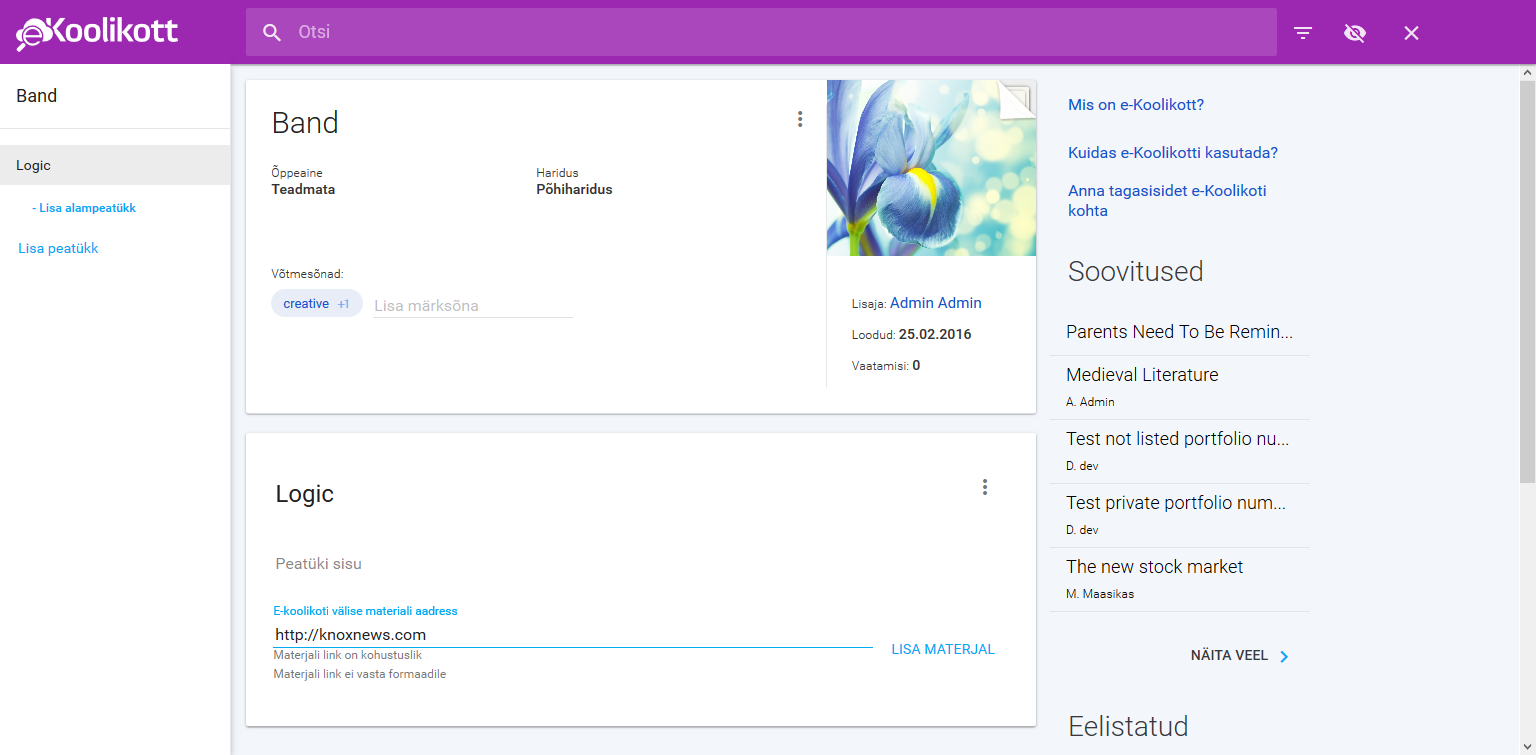 eKoolikott
Otsi
Band
Logic
- Lisa alampeatükk
Lisa peatükk
Band
Õppeaine
Teadmata
Haridus
Põhiharidus
Võtmesõnad:
creative +1
Lisa märksõna
Lisaja: Admin Admin
Loodud: 25.02.2016
Vaatamisi: 0
Logic
Peatüki sisu
E-koolikoti välise materiali aadress
http://knoxnews.com
Materjali link on kohustuslik
Materjali link ei vasta formaadile
LISA MATERJAL
Mis on e-Koolikott?
Kuidas e-Koolikotti kasutada?
Anna tagasisidet e-Koolikoti
kohta
Soovitused
Parents Need To Be Remin...
Medieval Literature
A. Admin
Test not listed portfolio nu...
D. dev
Test private portfolio num...
D. dev
The new stock market
M. Maasikas
NÄITA VEEL
Eelistatud